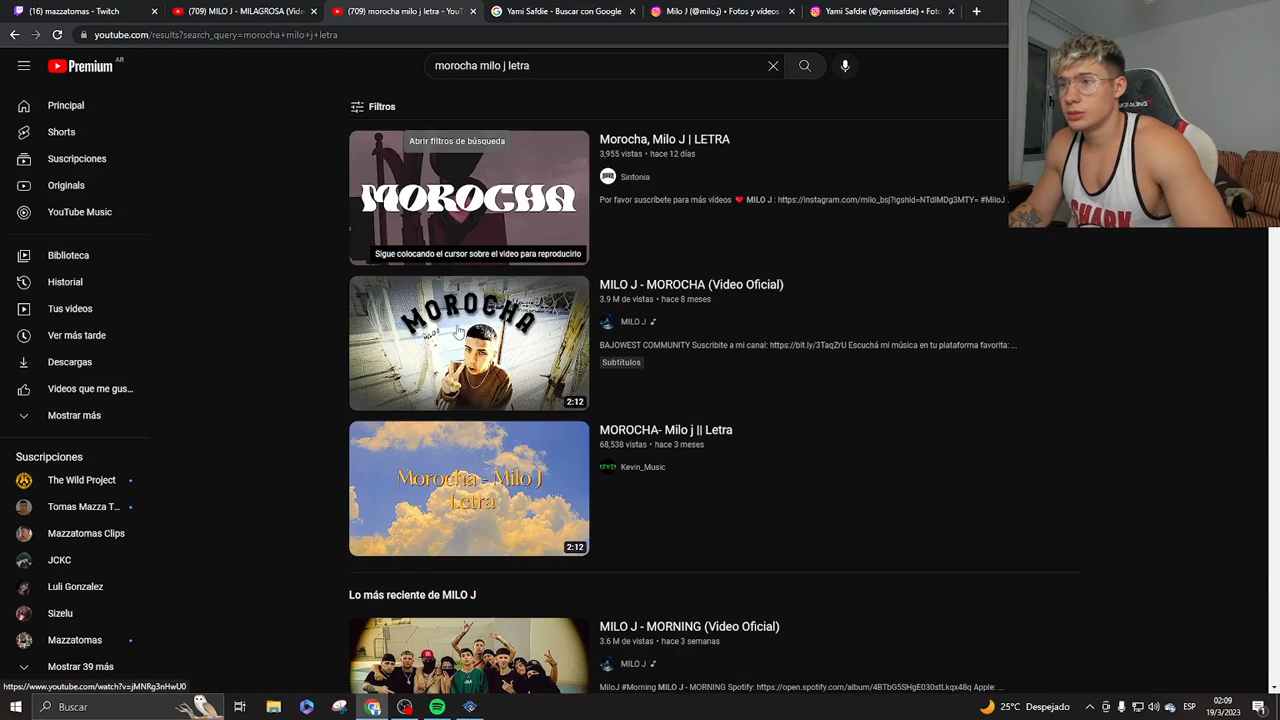 (16) mazzatomas - Twitch
(709) MILO J - MILAGROSA (Vide
(709) morocha milo j letra - YouT
Yami Safdie - Buscar con Google
Milo J (@miloj) • Fotos y vídeos
Yami Safdie (@yamisafdie) • Fot
youtube.com/results?search_query=morocha+milo+j+letra
Premium AR
morocha milo j letra
Principal
Shorts
Suscripciones
Originals
YouTube Music
Biblioteca
Historial
Tus videos
Ver más tarde
Descargas
Videos que me gus...
Mostrar más
Suscripciones
The Wild Project
Tomas Mazza T...
Mazzatomas Clips
JCKC
Luli Gonzalez
Sizelu
Mazzatomas
Mostrar 39 más
https://www.youtube.com/watch?v=jMNRg3nHwU0
Filtros
Abrir filtros de búsqueda
MOROCHA
Sigue colocando el cursor sobre el video para reproducirlo
Morocha, Milo J | LETRA
3,955 vistas • hace 12 días
Sintonia
Por favor suscríbete para más vídeos ❤️ MILO J : https://instagram.com/milo_bsj?igshid=NTdlMDg3MTY= #MiloJ
MOROCHA
MILO J
2:12
MILO J - MOROCHA (Video Oficial)
3.9 M de vistas • hace 8 meses
MILO J
BAJOWEST COMMUNITY Suscribite a mi canal: https://bit.ly/3TaqZrU Escuchá mi música en tu plataforma favorita: ...
Subtítulos
Morocha - Milo J
Letra
2:12
MOROCHA- Milo j || Letra
68,538 vistas • hace 3 meses
Kevin_Music
Lo más reciente de MILO J
MILO J - MORNING (Video Oficial)
3.6 M de vistas • hace 3 semanas
MILO J
MiloJ #Morning MILO J - MORNING Spotify: https://open.spotify.com/album/4BTbG5SHgE030stLkqx48q Apple: ...
SHARK
Buscar
25°C Despejado
ESP
02:09
19/3/2023